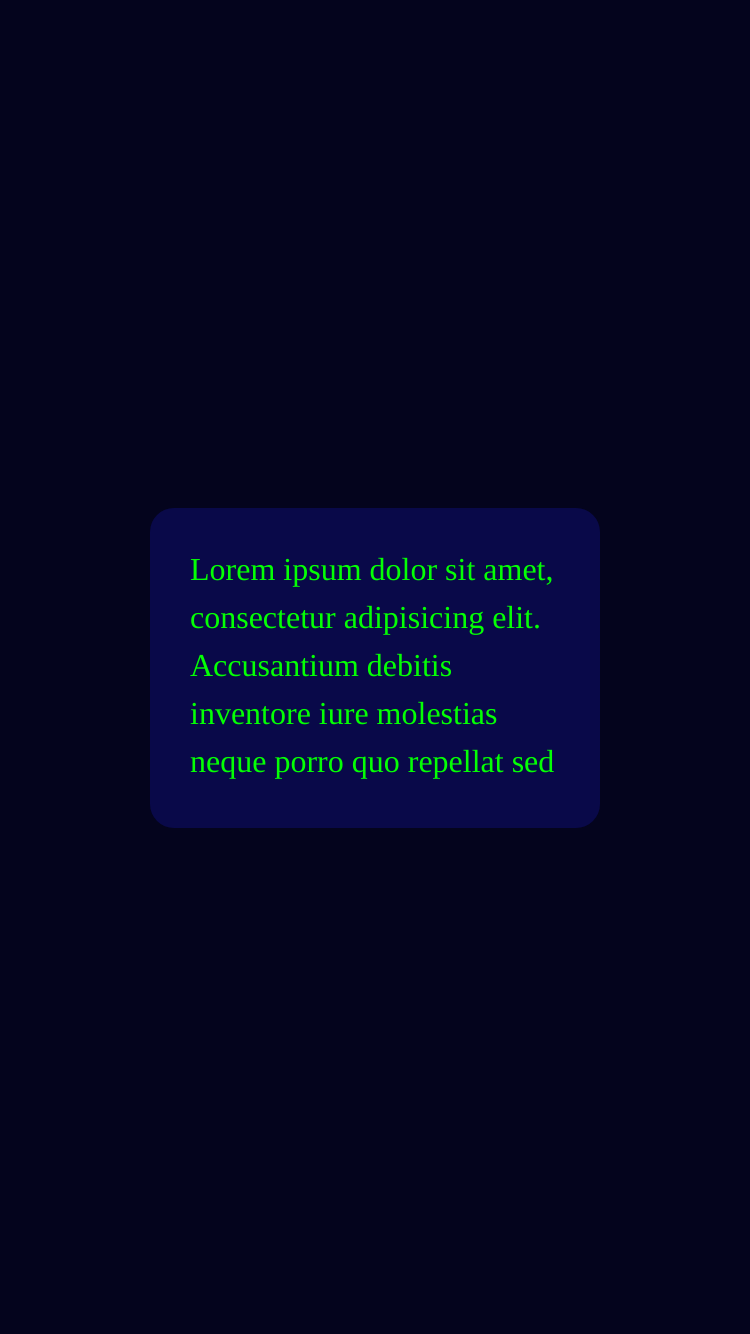 Lorem ipsum dolor sit amet,
consectetur adipisicing elit.
Accusantium debitis
inventore iure molestias
neque porro quo repellat sed